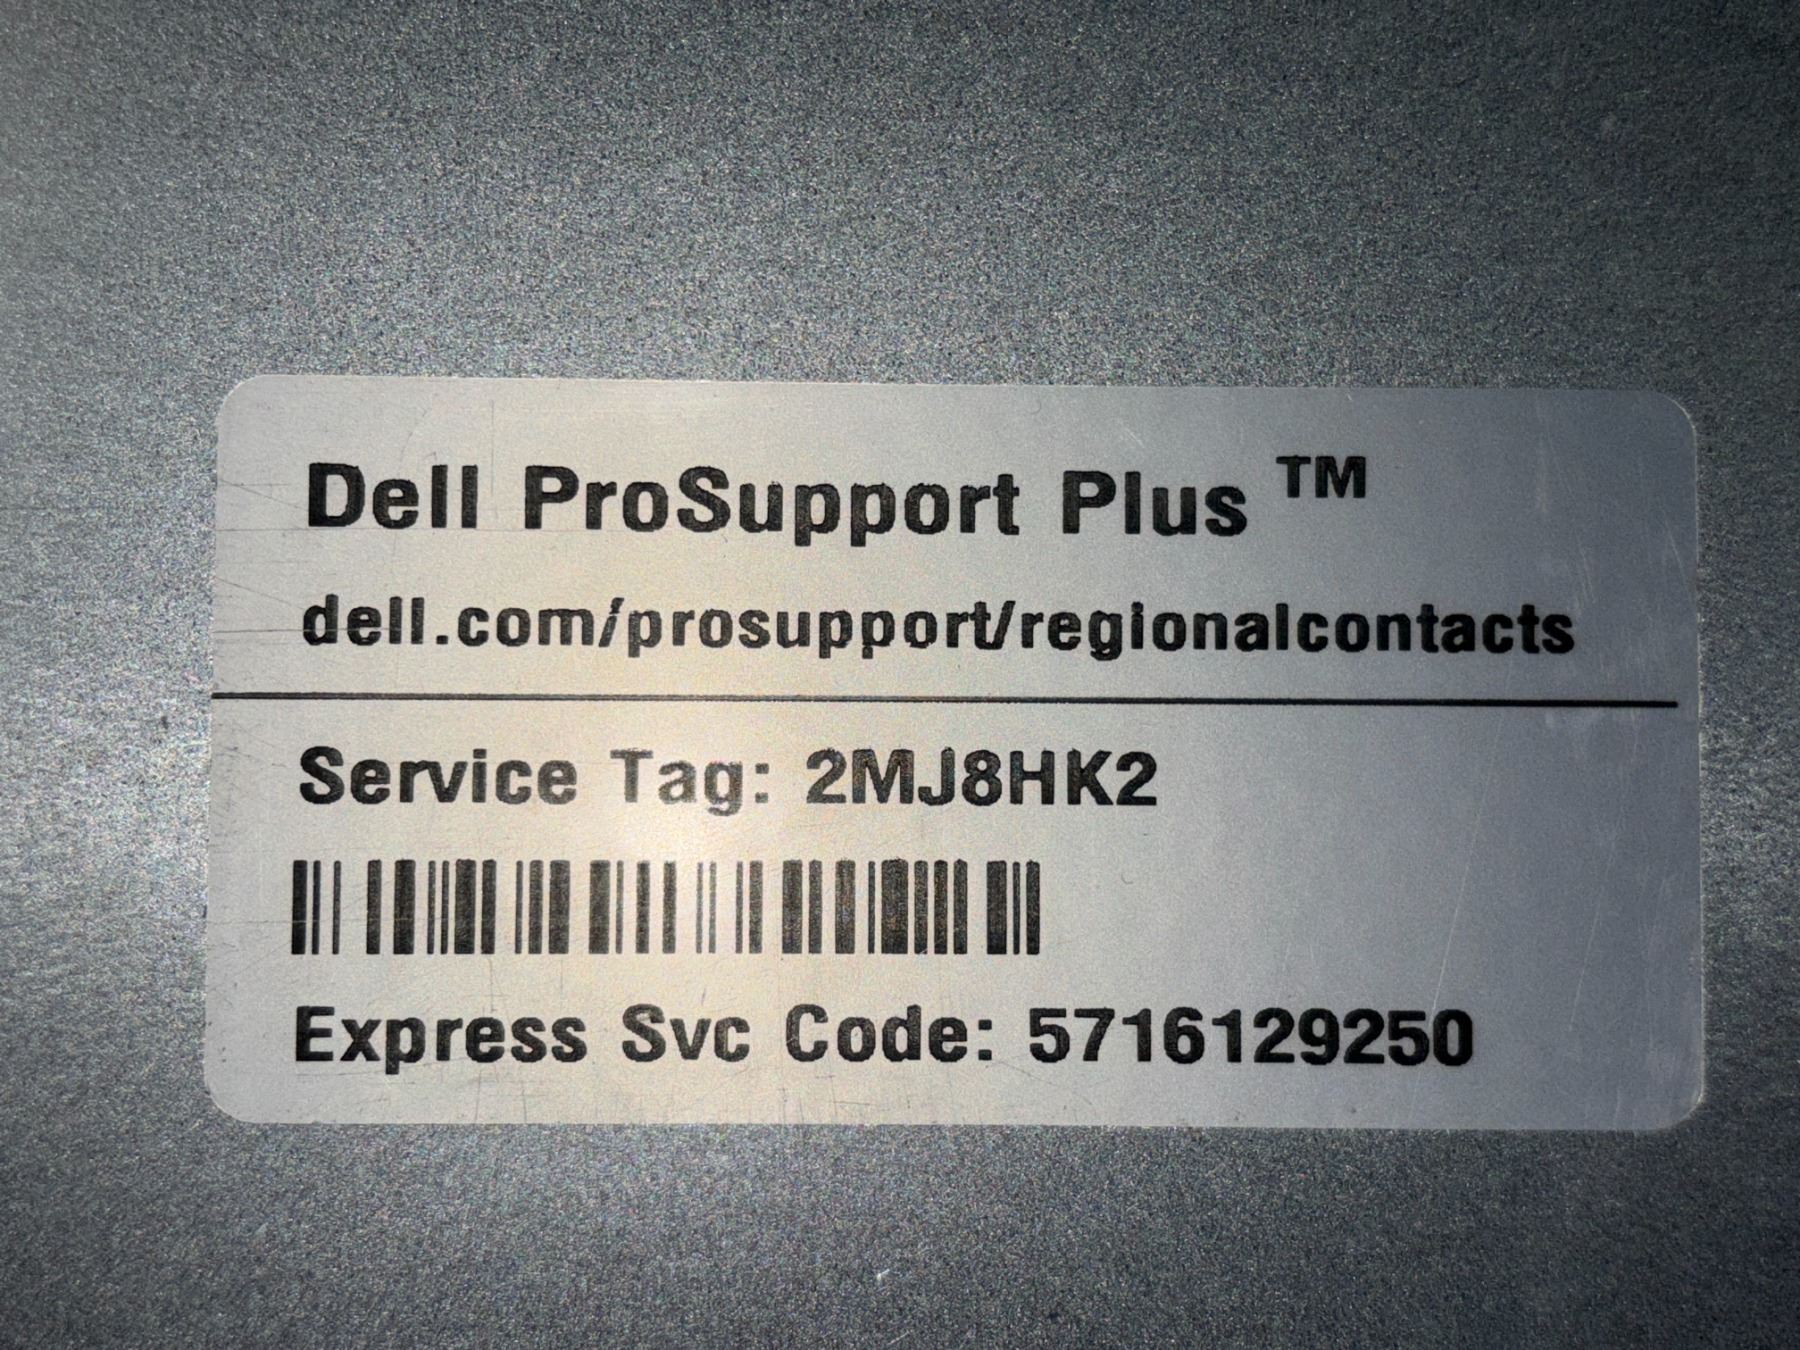 Dell ProSupport Plus ™
dell.com/prosupport/regionalcontacts
Service Tag: 2MJ8HK2
Express Svc Code: 5716129250